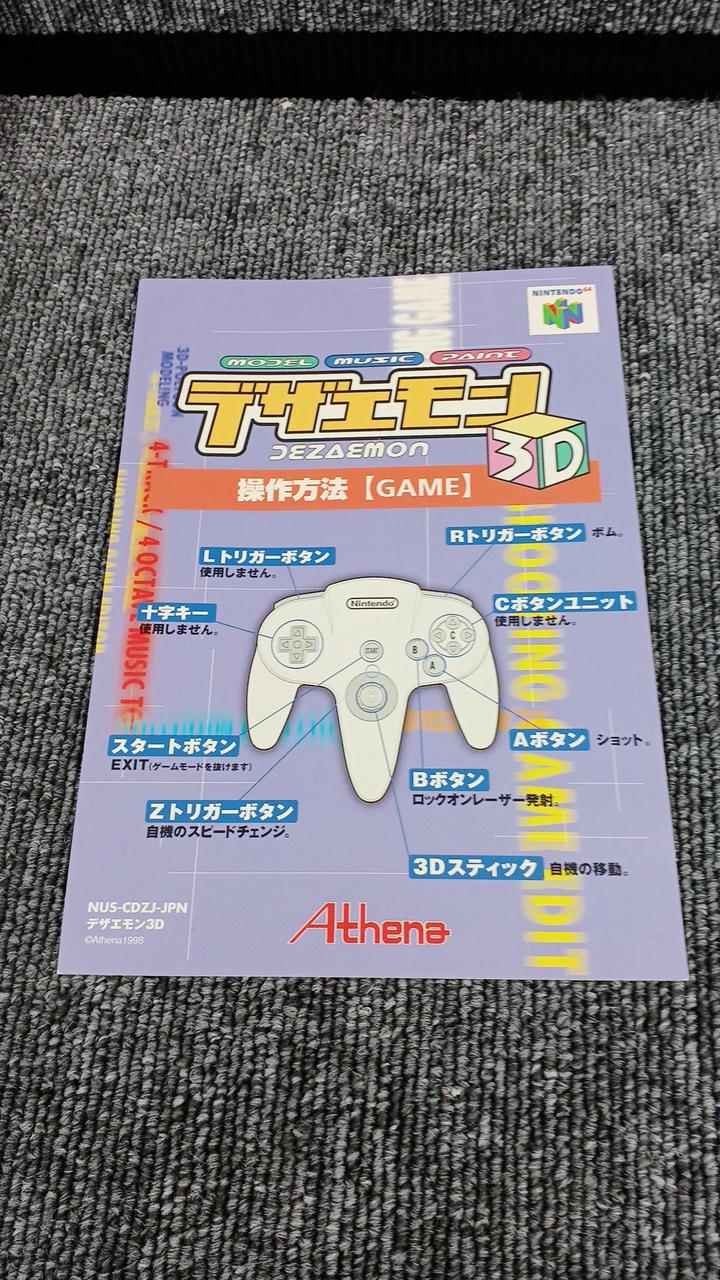 NINTENDO64
MODEL MUSIC PAINT
デザエモン
DEZAEMON
3D
操作方法【GAME】
Rトリガーボタン ボム。
Lトリガーボタン
使用しません。
Cボタンユニット
使用しません。
十字キー
使用しません。
Nintendo
START
C
B
A
スタートボタン
EXIT(ゲームモードを抜けます)
Aボタン ショット。
Bボタン
ロックオンレーザー発射。
Zトリガーボタン
自機のスピードチェンジ。
3Dスティック 自機の移動。
NUS-CDZJ-JPN
デザエモン3D
©Athena1998
Athena
MODELING
4 OCTAVE MUSIC